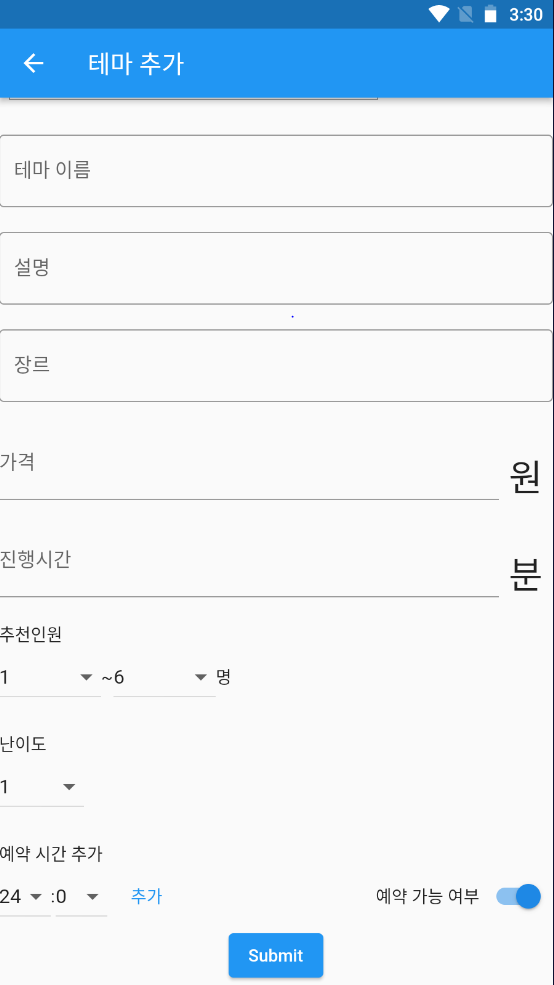 3:30
테마 추가
테마 이름
설명
장르
가격 원
진행시간 분
추천인원
1 ~6 명
난이도
1
예약 시간 추가
24 :0 추가 예약 가능 여부
Submit